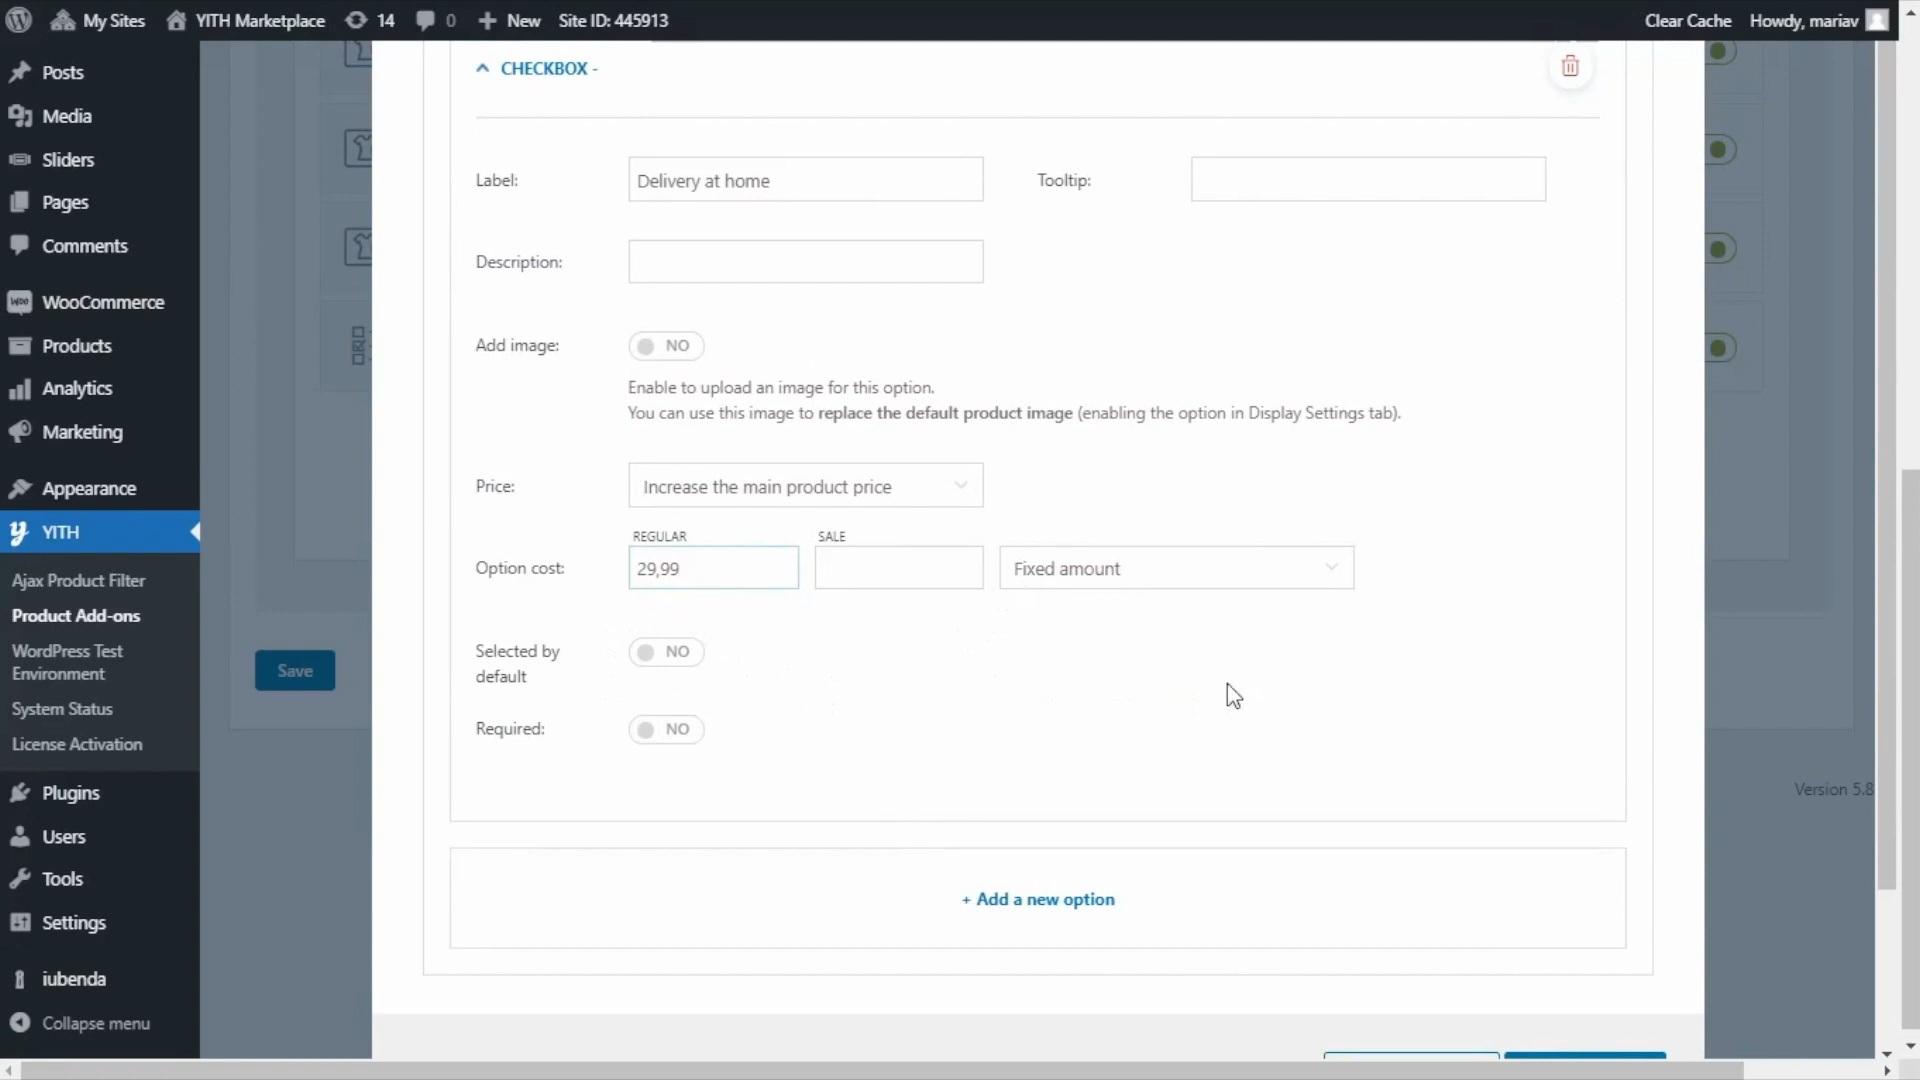 My Sites
YITH Marketplace
14
0
New
Site ID: 445913
Clear Cache
Howdy, mariav
Posts
Media
Sliders
Pages
Comments
WooCommerce
Products
Analytics
Marketing
Appearance
YITH
Ajax Product Filter
Product Add-ons
WordPress Test
Environment
System Status
License Activation
Plugins
Users
Tools
Settings
iubenda
Collapse menu
Save
CHECKBOX -
Label:
Delivery at home
Tooltip:
Description:
Add image:
NO
Enable to upload an image for this option.
You can use this image to replace the default product image (enabling the option in Display Settings tab).
Price:
Increase the main product price
REGULAR
SALE
Option cost:
29,99
Fixed amount
Selected by
default
NO
Required:
NO
+ Add a new option
Version 5.8